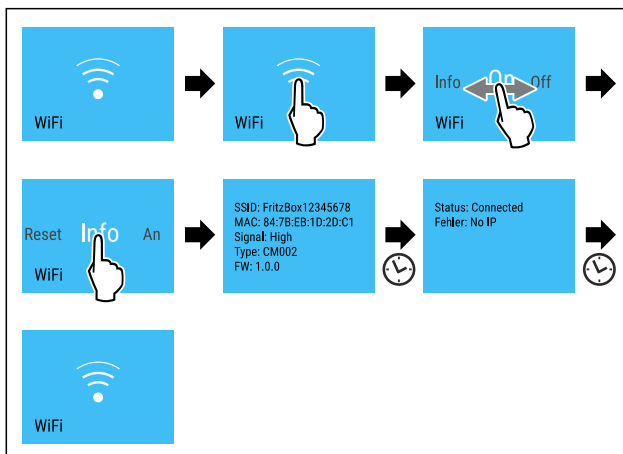 WiFi
WiFi
Info On Off
WiFi
Reset Info An
WiFi
SSID: FritzBox12345678
MAC: 84:7B:EB:1D:2D:C1
Signal: High
Type: CM002
FW: 1.0.0
Status: Connected
Fehler: No IP
WiFi